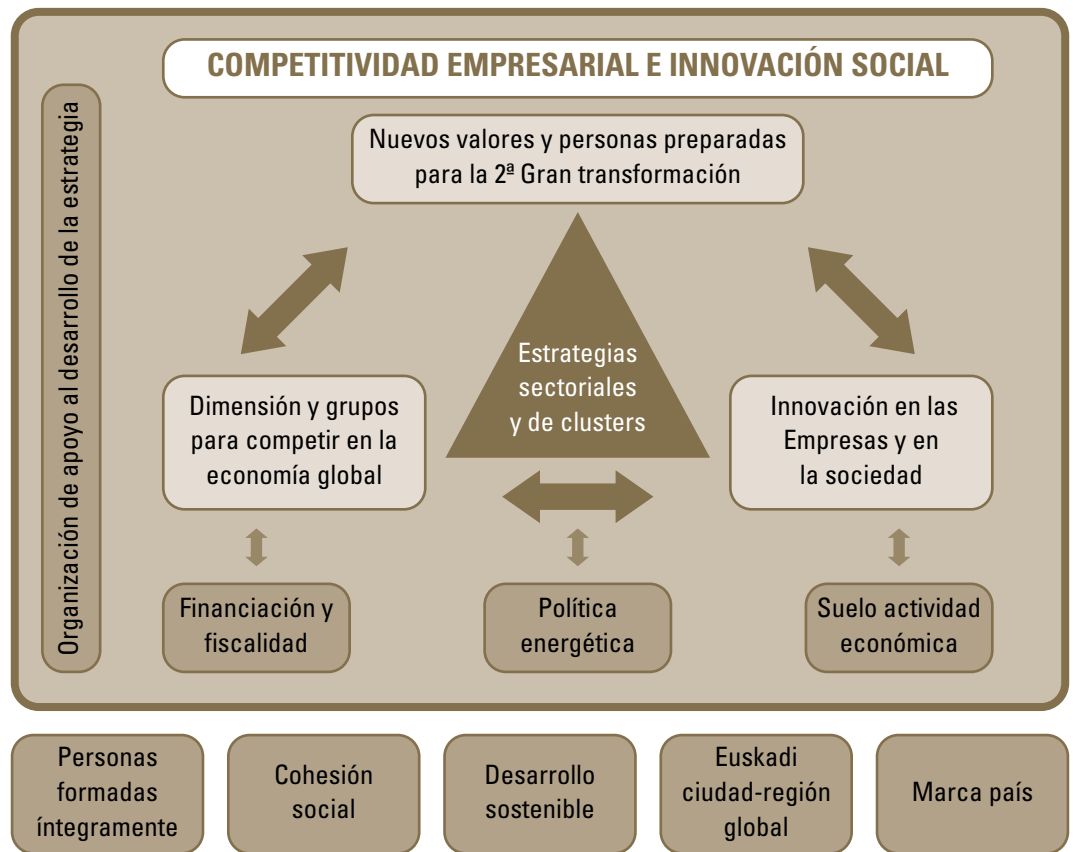 COMPETITIVIDAD EMPRESARIAL E INNOVACIÓN SOCIAL
Organización de apoyo al desarrollo de la estrategia
Nuevos valores y personas preparadas
para la 2ª Gran transformación
Estrategias
sectoriales
y de clusters
Dimensión y grupos
para competir en la
economía global
Innovación en las
Empresas y en
la sociedad
Financiación y
fiscalidad
Política
energética
Suelo actividad
económica
Personas
formadas
íntegramente
Cohesión
social
Desarrollo
sostenible
Euskadi
ciudad-región
global
Marca país